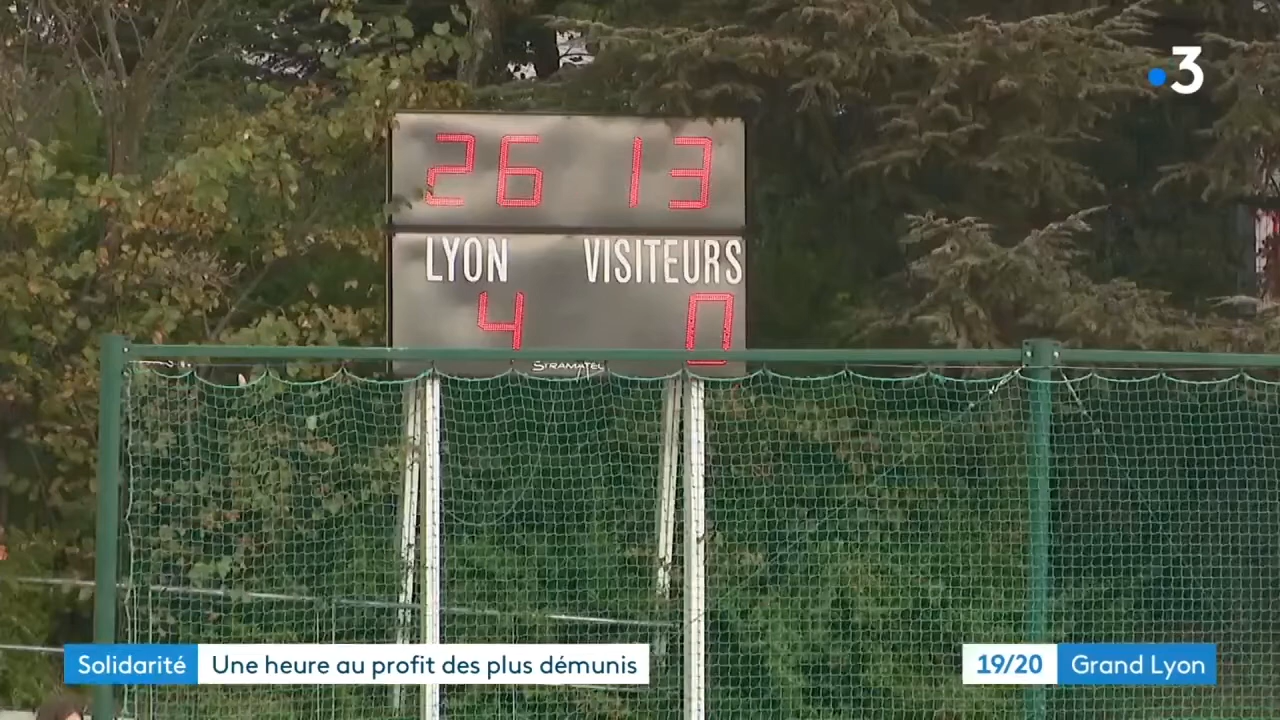 3
26 13
LYON VISITEURS
4 0
STRAMATEL
Solidarité Une heure au profit des plus démunis
19/20 Grand Lyon